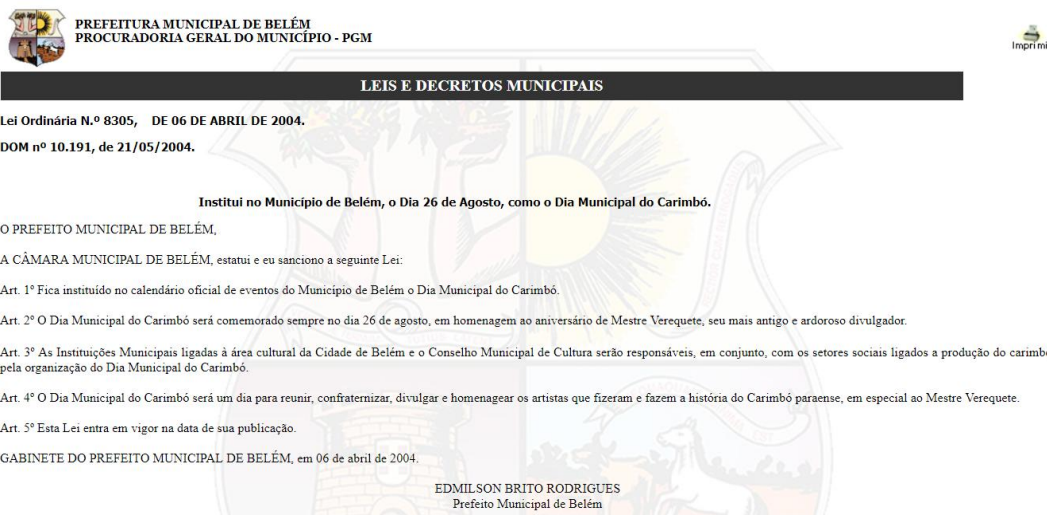 PREFEITURA MUNICIPAL DE BELÉM
PROCURADORIA GERAL DO MUNICÍPIO - PGM
LEIS E DECRETOS MUNICIPAIS
Lei Ordinária N.º 8305, DE 06 DE ABRIL DE 2004.
DOM nº 10.191, de 21/05/2004.
Institui no Município de Belém, o Dia 26 de Agosto, como o Dia Municipal do Carimbó.
O PREFEITO MUNICIPAL DE BELÉM,
A CÂMARA MUNICIPAL DE BELÉM, estatui e eu sanciono a seguinte Lei:
Art. 1º Fica instituído no calendário oficial de eventos do Município de Belém o Dia Municipal do Carimbó.
Art. 2º O Dia Municipal do Carimbó será comemorado sempre no dia 26 de agosto, em homenagem ao aniversário de Mestre Verequete, seu mais antigo e ardoroso divulgador.
Art. 3º As Instituições Municipais ligadas à área cultural da Cidade de Belém e o Conselho Municipal de Cultura serão responsáveis, em conjunto, com os setores sociais ligados a produção do
pela organização do Dia Municipal do Carimbó.
Art. 4º O Dia Municipal do Carimbó será um dia para reunir, confraternizar, divulgar e homenagear os artistas que fizeram e fazem a história do Carimbó paraense, em especial ao Mestre Verequete.
Art. 5º Esta Lei entra em vigor na data de sua publicação.
GABINETE DO PREFEITO MUNICIPAL DE BELÉM, em 06 de abril de 2004.
EDMILSON BRITO RODRIGUES
Prefeito Municipal de Belém